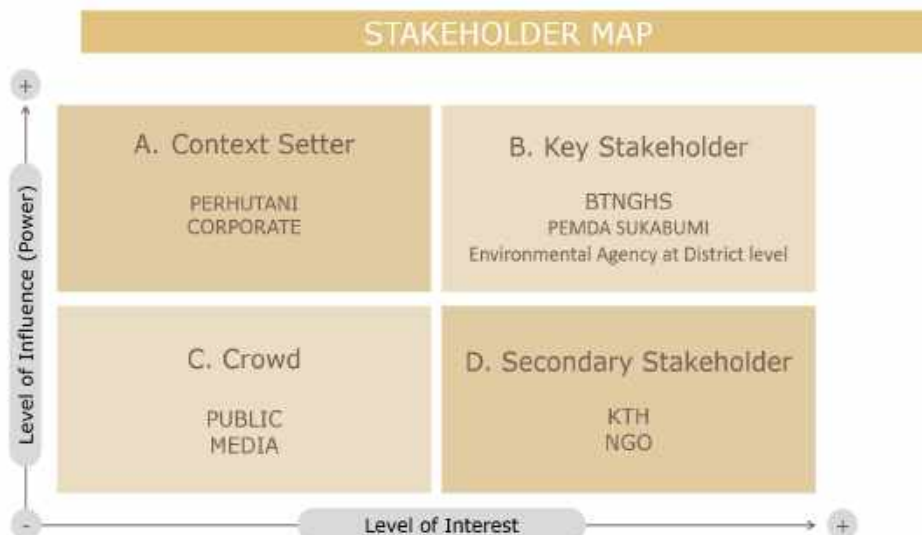 STAKEHOLDER MAP
+
Level of Influence (Power)
A. Context Setter
PERHUTANI
CORPORATE
B. Key Stakeholder
BTNGHS
PEMDA SUKABUMI
Environmental Agency at District level
C. Crowd
PUBLIC
MEDIA
D. Secondary Stakeholder
KTH
NGO
-
Level of Interest
+